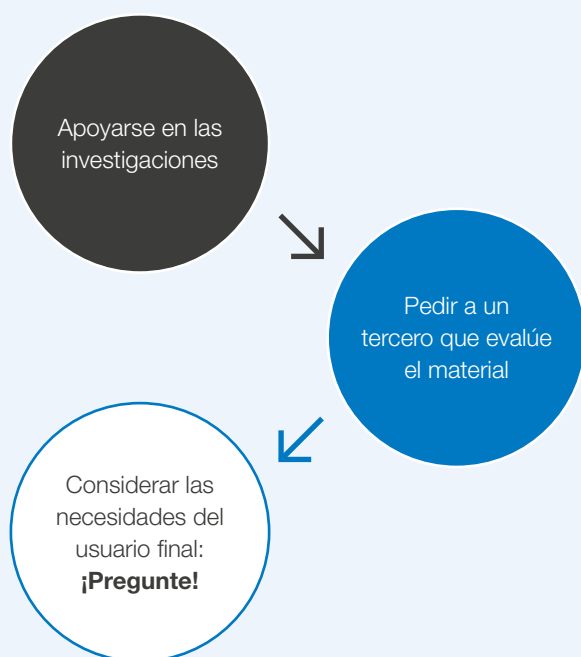 Apoyarse en las
investigaciones
Pedir a un
tercero que evalúe
el material
Considerar las
necesidades del
usuario final:
¡Pregunte!